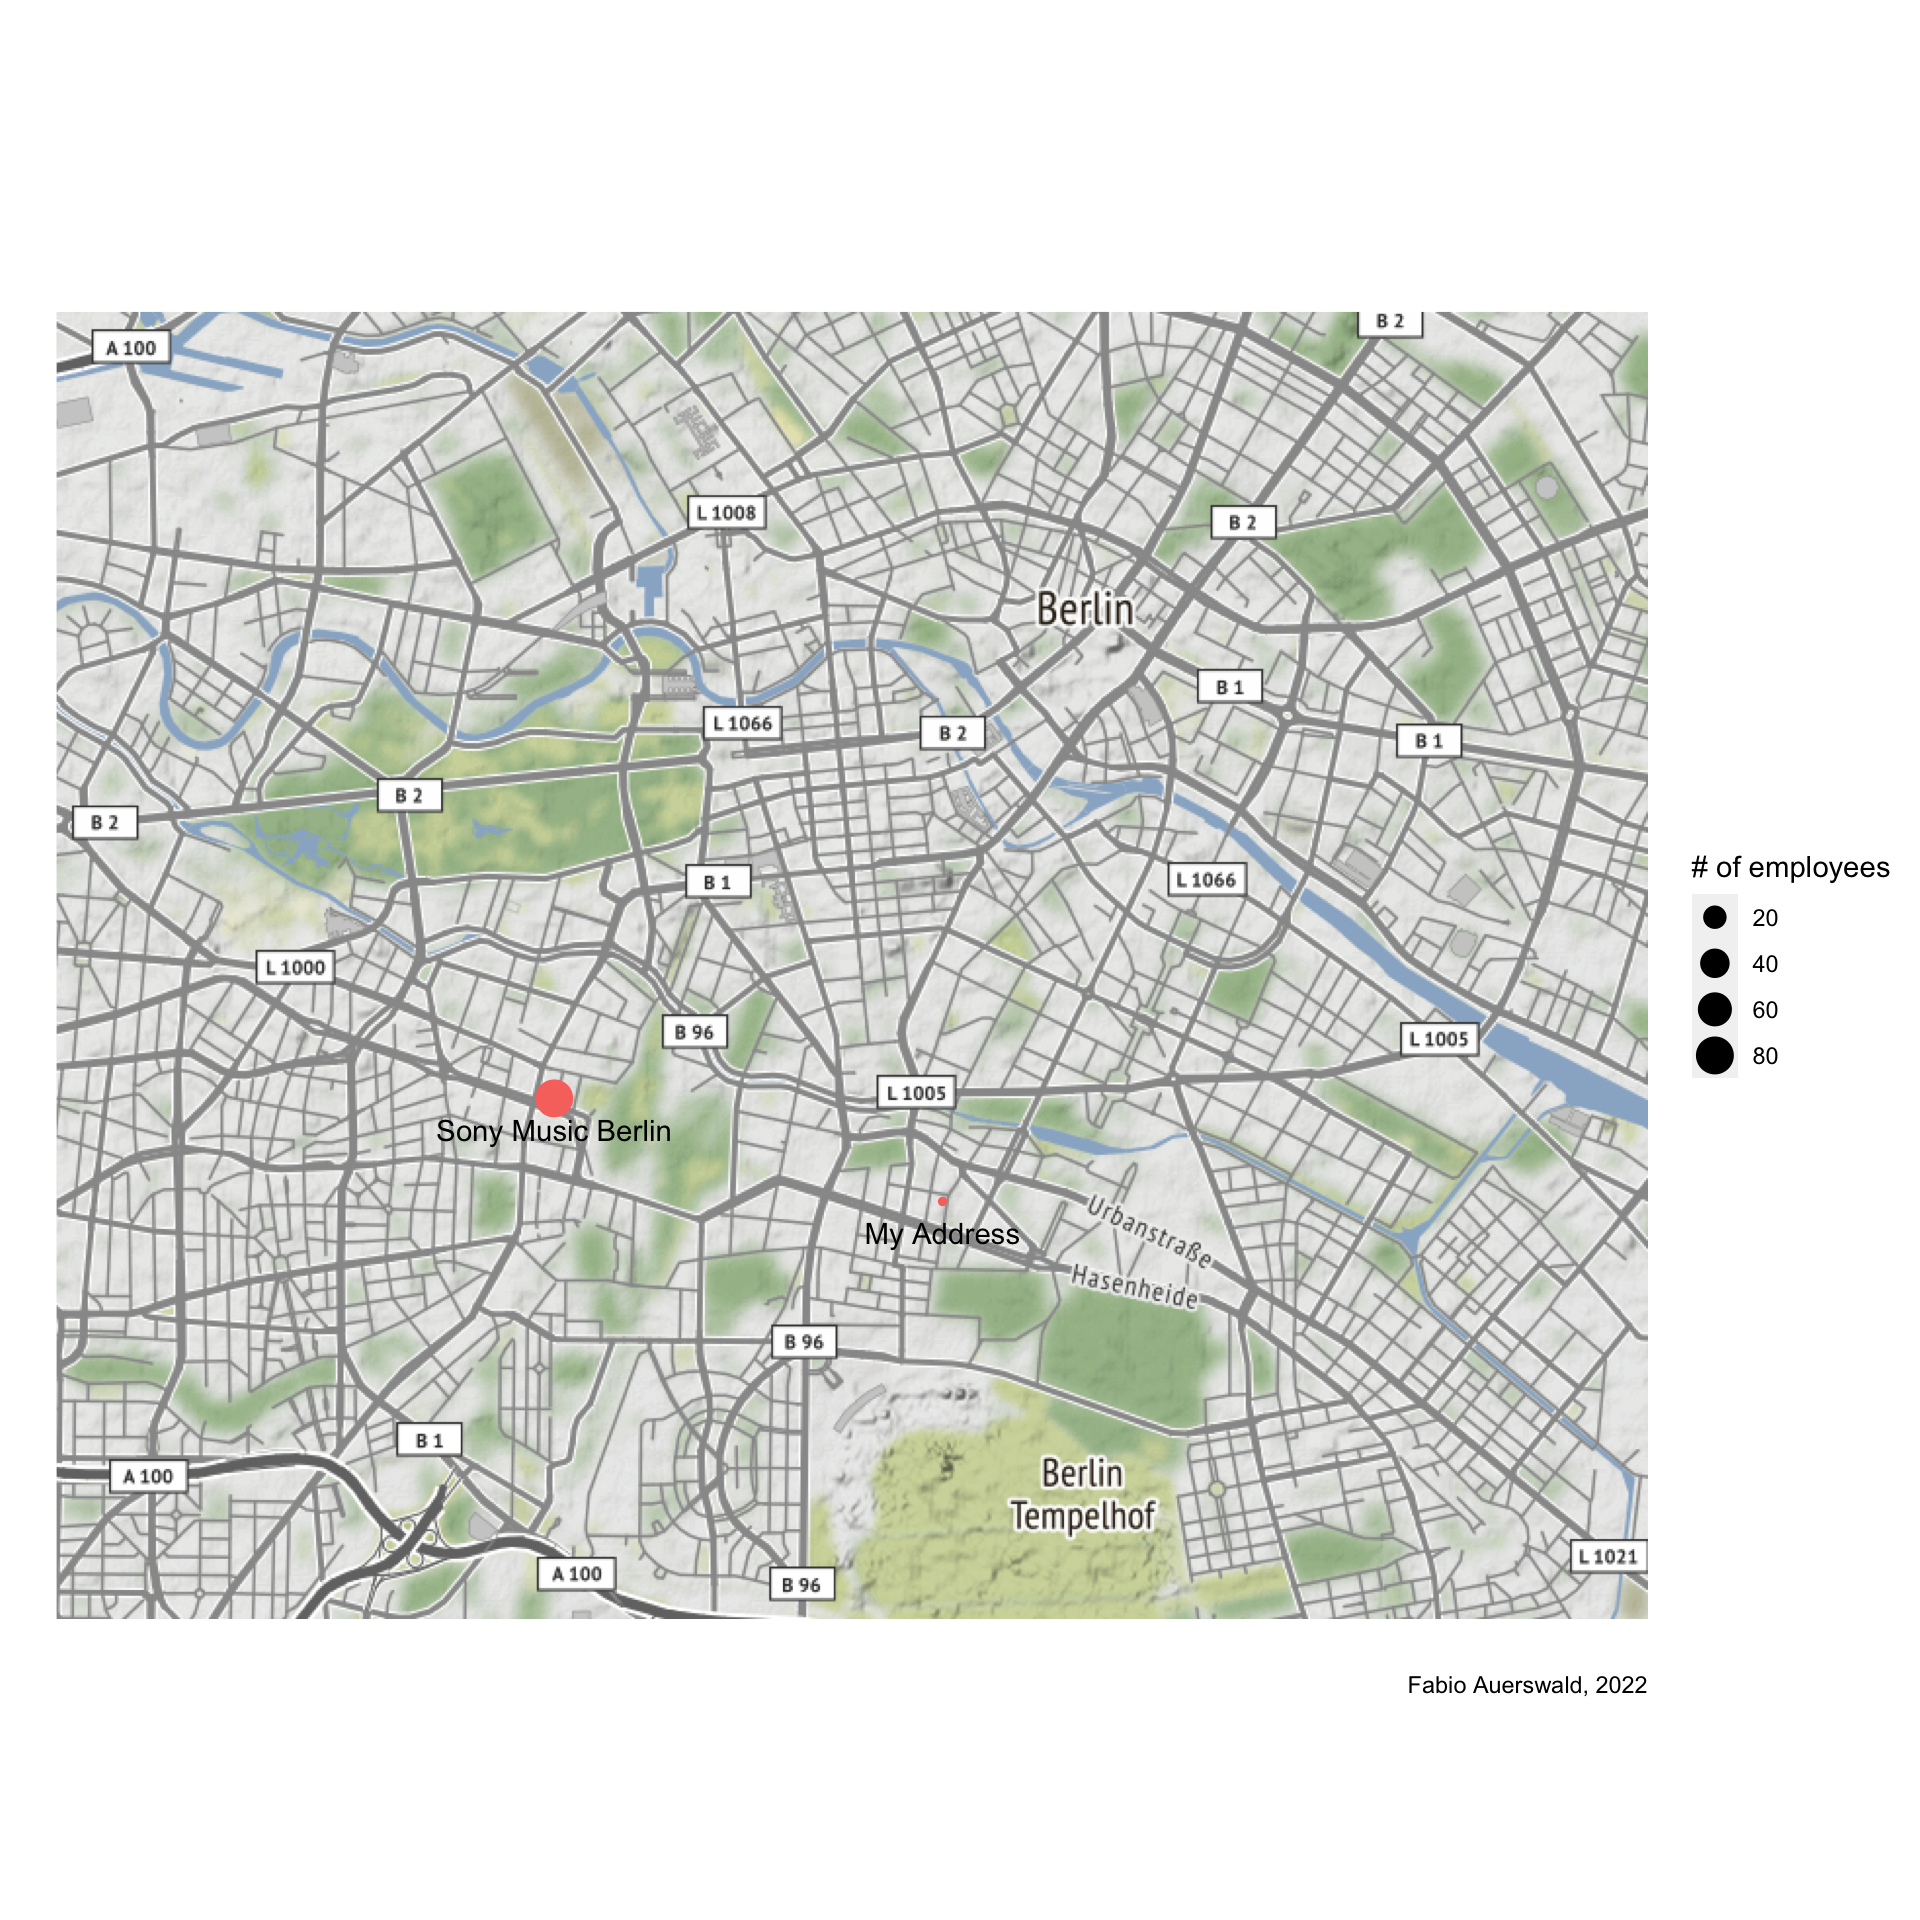 B 2
A 100
L 1008
B 2
Berlin
B 1
L 1066
B 2
B 1
B 2
B 2
B 1
L 1066
L 1000
B 96
L 1005
L 1005
Sony Music Berlin
My Address
Urbanstraße
Hasenheide
B 96
B 1
A 100
Berlin
Tempelhof
L 1021
A 100
B 96
# of employees
20
40
60
80
Fabio Auerswald, 2022